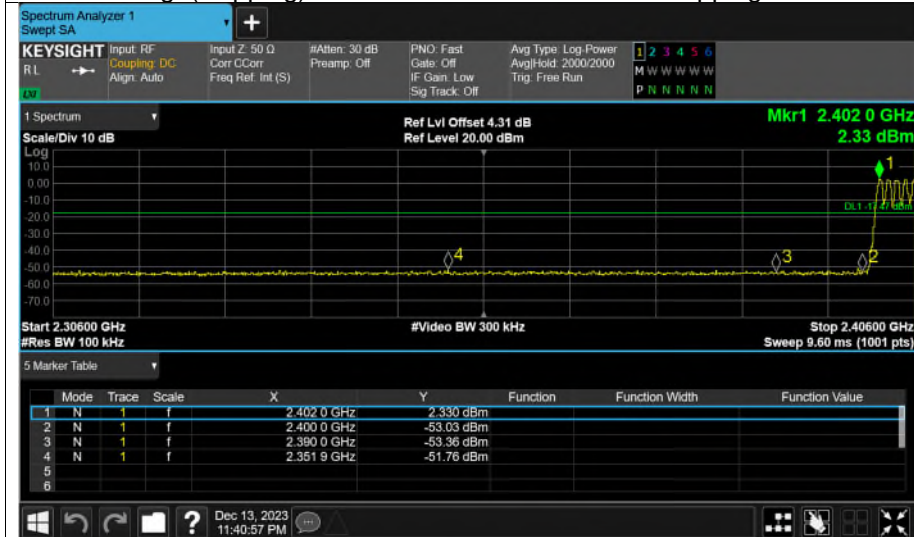 Spectrum Analyzer 1
Swept SA
+
KEYSIGHT Input: RF Input Z: 50 Ω #Atten: 30 dB PNO: Fast Avg Type: Log-Power 1 2 3 4 5 6
RL Coupling: DC Corr CCorr Preamp: Off Gate: Off Avg|Hold: 2000/2000 M W W W W W
Align: Auto Freq Ref: Int (S) IF Gain: Low Trig: Free Run
LXI Sig Track: Off P N N N N N
1 Spectrum Ref Lvl Offset 4.31 dB Mkr1 2.402 0 GHz
Scale/Div 10 dB Ref Level 20.00 dBm 2.33 dBm
Log
10.0 1
0.00
-10.0
-20.0
-30.0
-40.0 4 3 2
-50.0
-60.0
-70.0
Start 2.30600 GHz #Video BW 300 kHz Stop 2.40600 GHz
#Res BW 100 kHz Sweep 9.60 ms (1001 pts)
5 Marker Table
Mode Trace Scale X Y Function Function Width Function Value
1 N 1 f 2.402 0 GHz 2.330 dBm
2 N 1 f 2.400 0 GHz -53.03 dBm
3 N 1 f 2.390 0 GHz -53.36 dBm
4 N 1 f 2.351 9 GHz -51.76 dBm
5
6
? Dec 13, 2023
11:40:57 PM